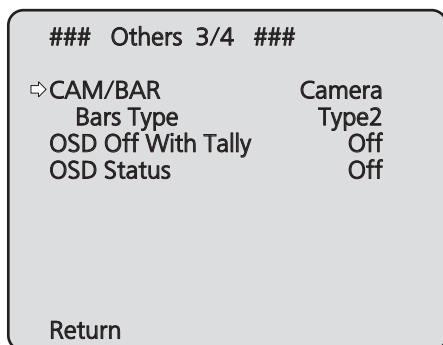 ### Others 3/4 ###
⇨CAM/BAR Camera
Bars Type Type2
OSD Off With Tally Off
OSD Status Off
Return